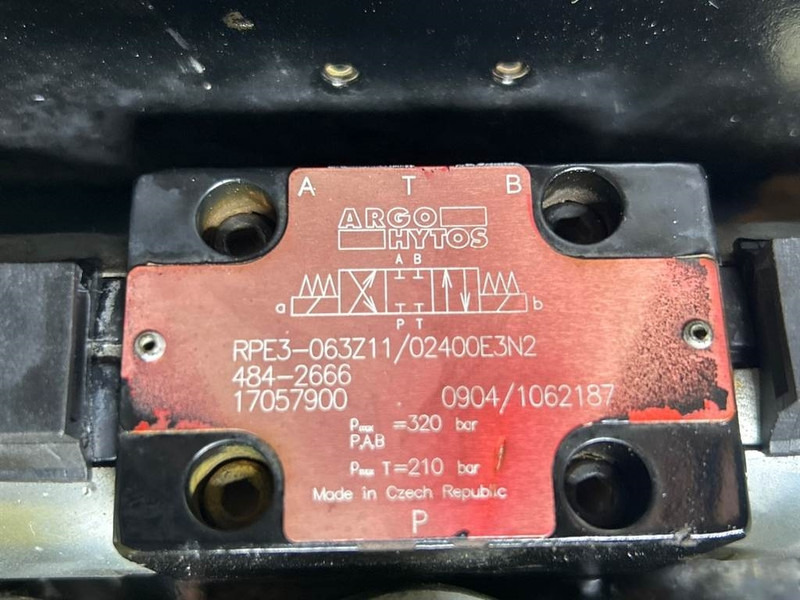 A T B
ARGO
HYTOS
A B
a b
P T
RPE3-063Z11/02400E3N2
484-2666
17057900 0904/1062187
Pmax =320 bar
P,A,B
Pmax T=210 bar
Made in Czech Republic
P